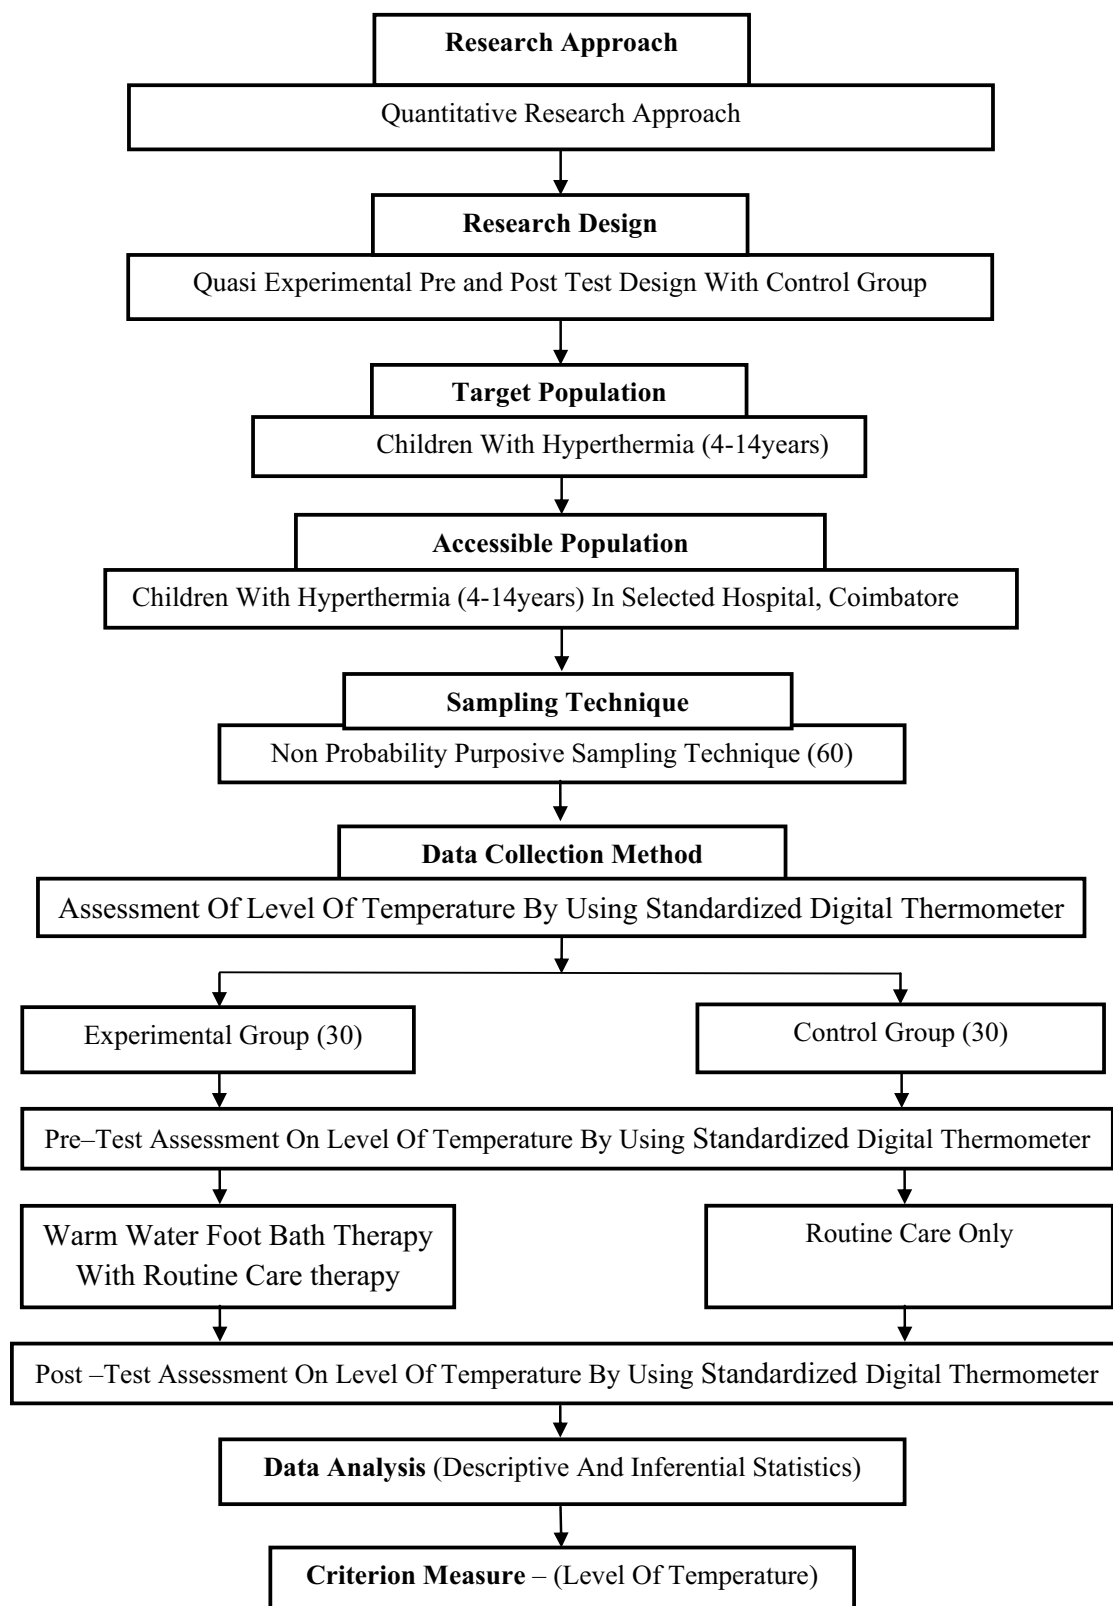 Research Approach
Quantitative Research Approach
Research Design
Quasi Experimental Pre and Post Test Design With Control Group
Target Population
Children With Hyperthermia (4-14years)
Accessible Population
Children With Hyperthermia (4-14years) In Selected Hospital, Coimbatore
Sampling Technique
Non Probability Purposive Sampling Technique (60)
Data Collection Method
Assessment Of Level Of Temperature By Using Standardized Digital Thermometer
Experimental Group (30)
Control Group (30)
Pre–Test Assessment On Level Of Temperature By Using Standardized Digital Thermometer
Warm Water Foot Bath Therapy
With Routine Care therapy
Routine Care Only
Post –Test Assessment On Level Of Temperature By Using Standardized Digital Thermometer
Data Analysis (Descriptive And Inferential Statistics)
Criterion Measure – (Level Of Temperature)